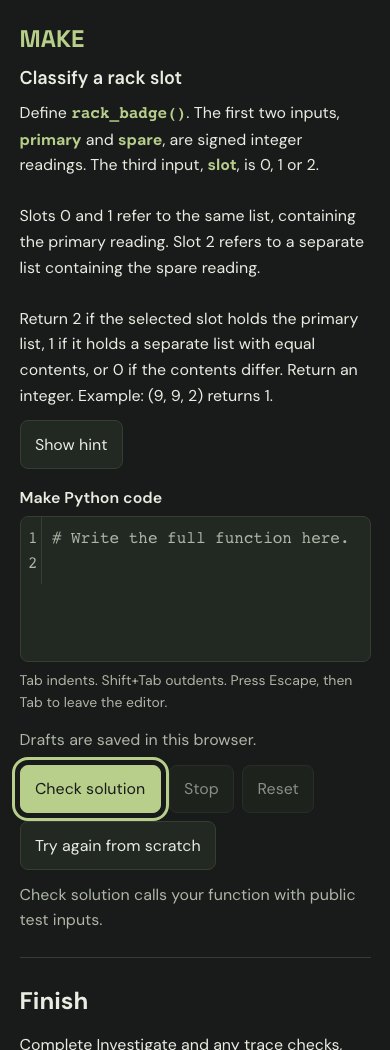 MAKE
Classify a rack slot
Define rack_badge(). The first two inputs,
primary and spare, are signed integer
readings. The third input, slot, is 0, 1 or 2.
Slots 0 and 1 refer to the same list, containing
the primary reading. Slot 2 refers to a separate
list containing the spare reading.
Return 2 if the selected slot holds the primary
list, 1 if it holds a separate list with equal
contents, or 0 if the contents differ. Return an
integer. Example: (9, 9, 2) returns 1.
Show hint
Make Python code
1 # Write the full function here.
2
Tab indents. Shift+Tab outdents. Press Escape, then
Tab to leave the editor.
Drafts are saved in this browser.
Check solution Stop Reset
Try again from scratch
Check solution calls your function with public
test inputs.
Finish
Complete Investigate and any trace checks.